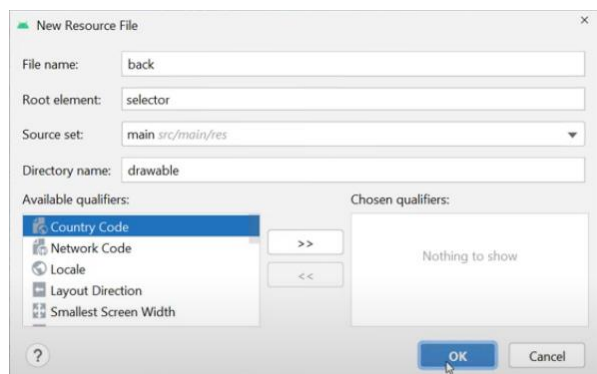 New Resource File
File name: back
Root element: selector
Source set: main src/main/res
Directory name: drawable
Available qualifiers:
Chosen qualifiers:
Country Code
Network Code
Locale
Layout Direction
Smallest Screen Width
>>
<<
Nothing to show
?
OK
Cancel